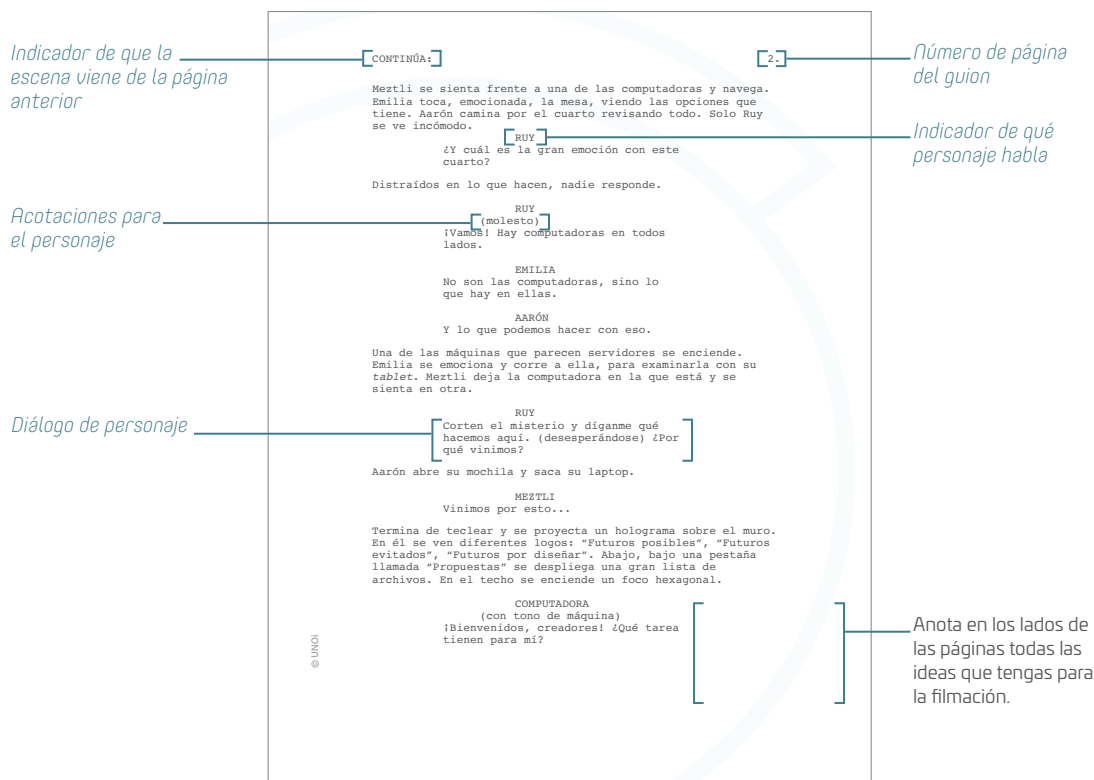 Indicador de que la
escena viene de la página
anterior
CONTINÚA:
2.
Número de página
del guion
Meztli se sienta frente a una de las computadoras y navega.
Emilia toca, emocionada, la mesa, viendo las opciones que
tiene. Aarón camina por el cuarto revisando todo. Solo Ruy
se ve incómodo.
RUY
Indicador de qué
personaje habla
¿Y cuál es la gran emoción con este
cuarto?
Distraídos en lo que hacen, nadie responde.
Acotaciones para
el personaje
RUY
(molesto)
¡Vamos! Hay computadoras en todos
lados.
EMILIA
No son las computadoras, sino lo
que hay en ellas.
AARÓN
Y lo que podemos hacer con eso.
Una de las máquinas que parecen servidores se enciende.
Emilia se emociona y corre a ella, para examinarla con su
tablet. Meztli deja la computadora en la que está y se
sienta en otra.
Diálogo de personaje
RUY
Corten el misterio y díganme qué
hacemos aquí. (desesperándose) ¿Por
qué vinimos?
Aarón abre su mochila y saca su laptop.
MEZTLI
Vinimos por esto...
Termina de teclear y se proyecta un holograma sobre el muro.
En él se ven diferentes logos: “Futuros posibles”, “Futuros
evitados”, “Futuros por diseñar”. Abajo, bajo una pestaña
llamada “Propuestas” se despliega una gran lista de
archivos. En el techo se enciende un foco hexagonal.
COMPUTADORA
(con tono de máquina)
¡Bienvenidos, creadores! ¿Qué tarea
tienen para mí?
Anota en los lados de
las páginas todas las
ideas que tengas para
la filmación.
© UNOi